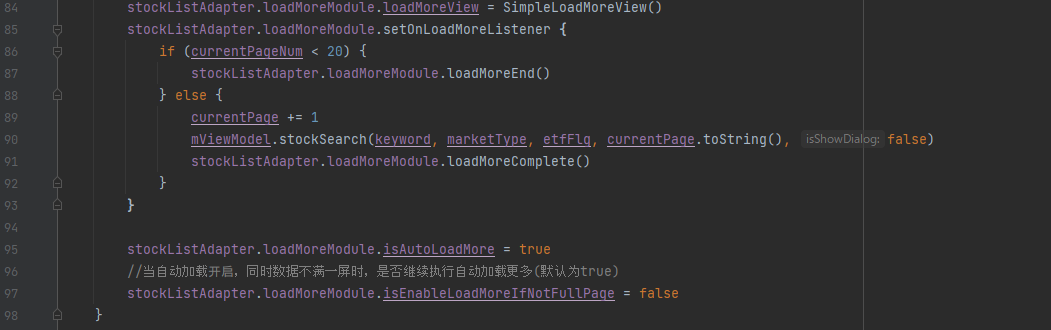 84 stockListAdapter.loadMoreModule.loadMoreView = SimpleLoadMoreView()
85 stockListAdapter.loadMoreModule.setOnLoadMoreListener {
86 if (currentPageNum < 20) {
87 stockListAdapter.loadMoreModule.loadMoreEnd()
88 } else {
89 currentPage += 1
90 mViewModel.stockSearch(keyword, marketType, etfFlg, currentPage.toString(), isShowDialog: false)
91 stockListAdapter.loadMoreModule.loadMoreComplete()
92 }
93 }
94
95 stockListAdapter.loadMoreModule.isAutoLoadMore = true
96 //当自动加载开启，同时数据不满一屏时，是否继续执行自动加载更多(默认为true)
97 stockListAdapter.loadMoreModule.isEnableLoadMoreIfNotFullPage = false
98 }